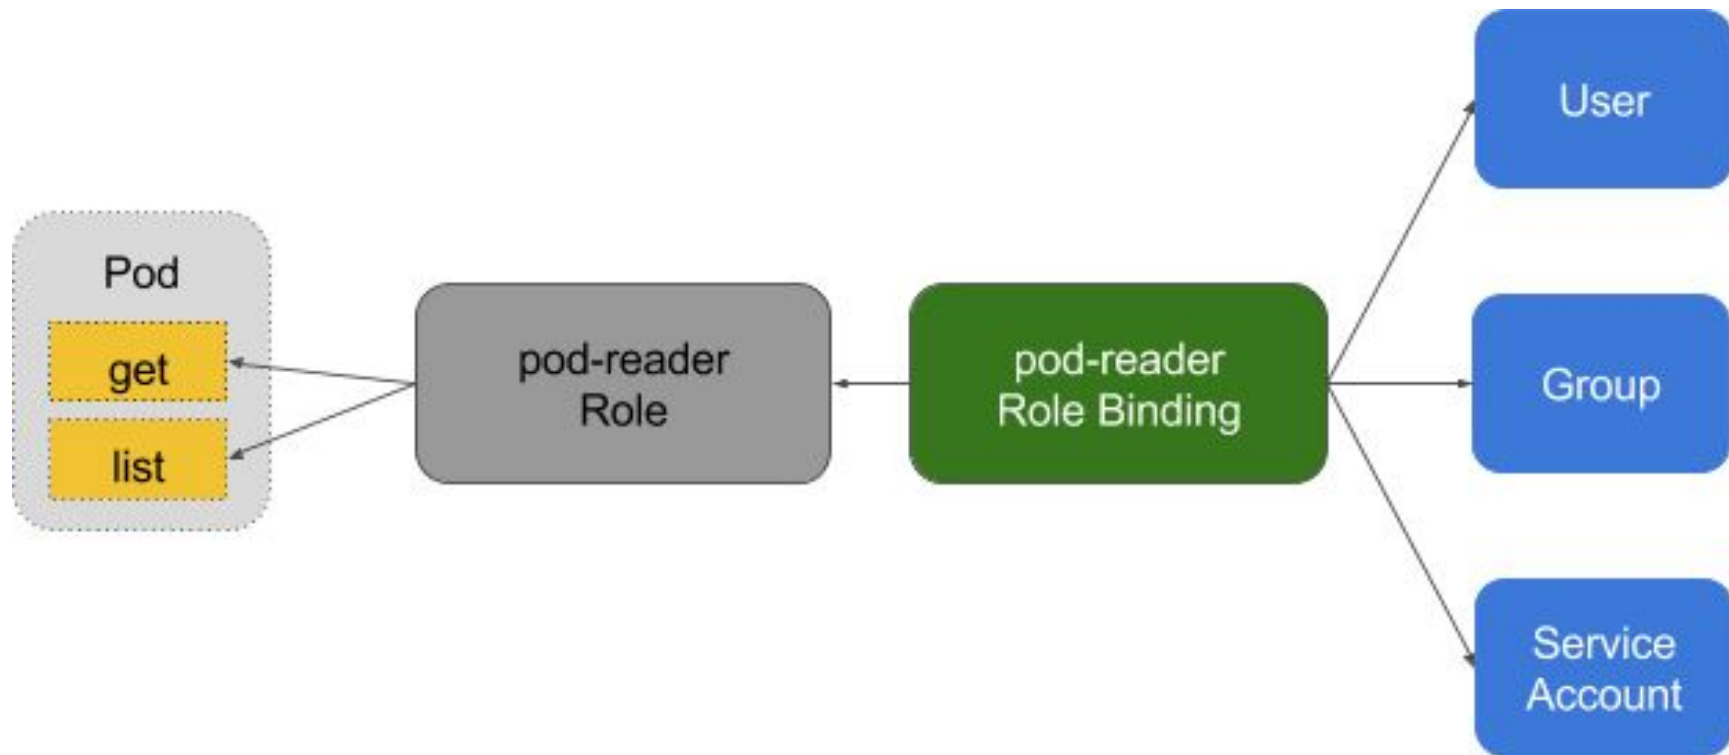 Pod
get
list
pod-reader
Role
pod-reader
Role Binding
User
Group
Service
Account